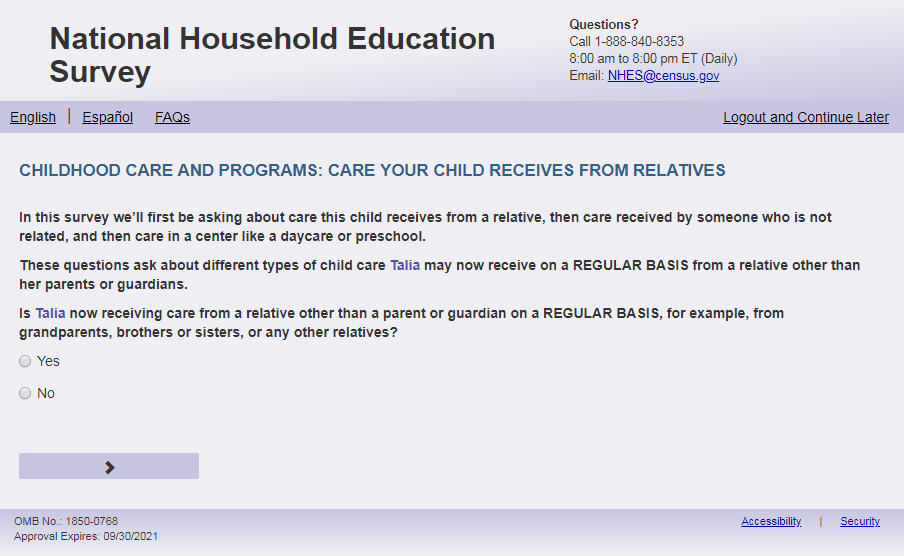 National Household Education
Survey
Questions?
Call 1-888-840-8353
8:00 am to 8:00 pm ET (Daily)
Email: NHES@census.gov
English | Español FAQs Logout and Continue Later
CHILDHOOD CARE AND PROGRAMS: CARE YOUR CHILD RECEIVES FROM RELATIVES
In this survey we'll first be asking about care this child receives from a relative, then care received by someone who is not
related, and then care in a center like a daycare or preschool.
These questions ask about different types of child care Talia may now receive on a REGULAR BASIS from a relative other than
her parents or guardians.
Is Talia now receiving care from a relative other than a parent or guardian on a REGULAR BASIS, for example, from
grandparents, brothers or sisters, or any other relatives?
Yes
No
OMB No.: 1850-0768
Approval Expires: 09/30/2021
Accessibility | Security